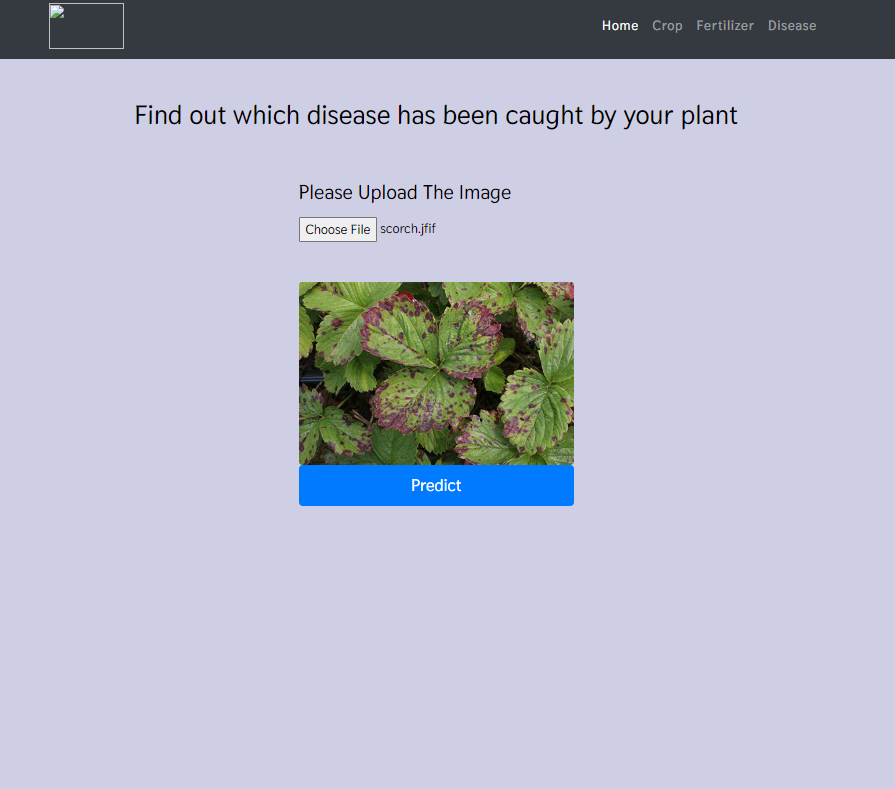 Home Crop Fertilizer Disease
Find out which disease has been caught by your plant
Please Upload The Image
Choose File scorch.jfif
Predict